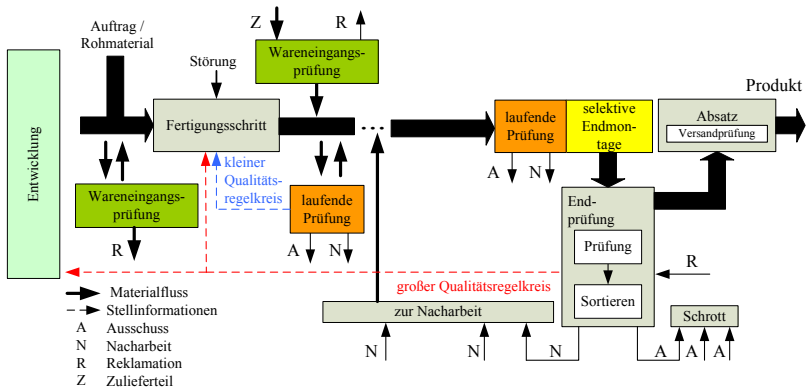 Auftrag /
Rohmaterial
Z
R
Wareneingangs-
prüfung
Störung
Entwicklung
Fertigungsschritt
...
laufende
Prüfung
selektive
Endmon-
tage
Produkt
Absatz
Versandprüfung
kleiner
Qualitäts-
regelkreis
Wareneingangs-
prüfung
R
laufende
Prüfung
A
N
A
N
End-
prüfung
Prüfung
Sortieren
R
großer Qualitätsregelkreis
zur Nacharbeit
Schrott
N
N
N
A
A
A
Materialfluss
Stellinformationen
A Ausschuss
N Nacharbeit
R Reklamation
Z Zulieferteil